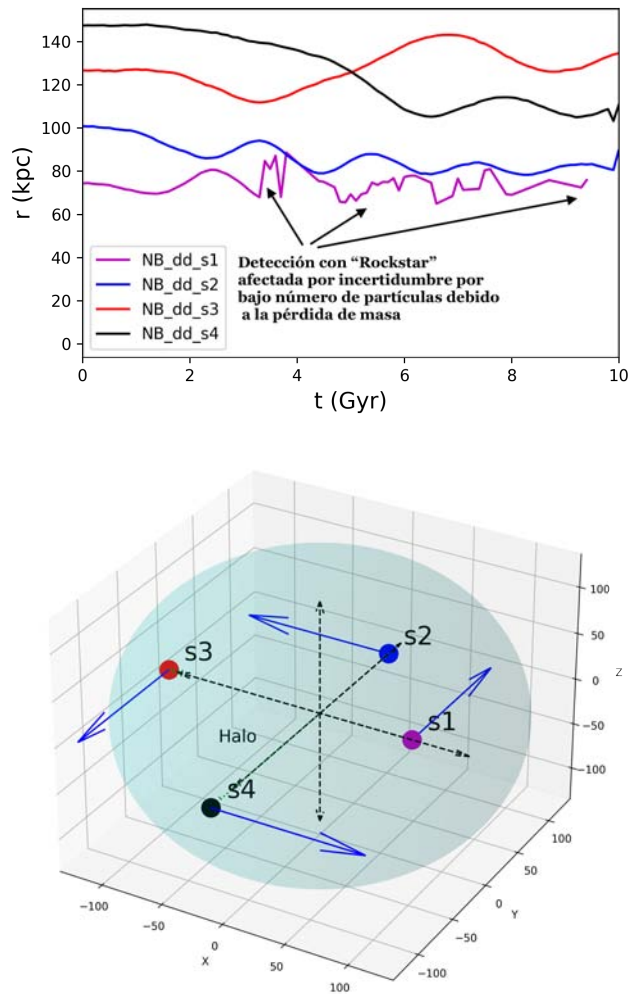 140
120
100
80
60
40
20
0
r (kpc)
NB_dd_s1
NB_dd_s2
NB_dd_s3
NB_dd_s4
Detección con “Rockstar”
afectada por incertidumbre por
bajo número de partículas debido
a la pérdida de masa
0 2 4 6 8 10
t (Gyr)
s3
s2
s1
s4
Halo
100
50
0
−50
−100
Z
−100
−50
0
50
100
X
100
50
0
−50
−100
Y